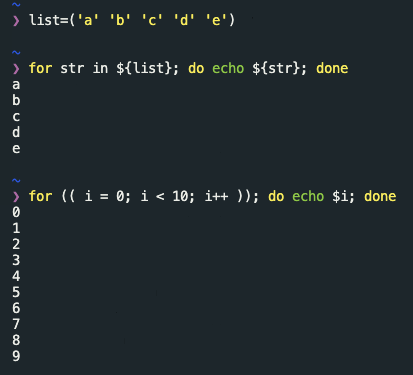 ~
❯ list=('a' 'b' 'c' 'd' 'e')
~
❯ for str in ${list}; do echo ${str}; done
a
b
c
d
e
~
❯ for (( i = 0; i < 10; i++ )); do echo $i; done
0
1
2
3
4
5
6
7
8
9